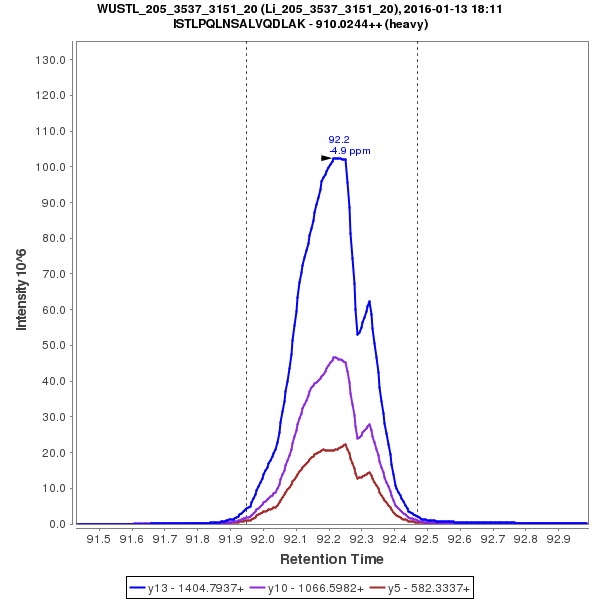 WUSTL_205_3537_3151_20 (Li_205_3537_3151_20), 2016-01-13 18:11
ISTLPQLNSALVQDLAK - 910.0244++ (heavy)
130.0
120.0
110.0
100.0
90.0
80.0
70.0
60.0
50.0
40.0
30.0
20.0
10.0
0.0
Intensity 10^6
92.2
-4.9 ppm
91.5 91.6 91.7 91.8 91.9 92.0 92.1 92.2 92.3 92.4 92.5 92.6 92.7 92.8 92.9
Retention Time
y13 - 1404.7937+ y10 - 1066.5982+ y5 - 582.3337+